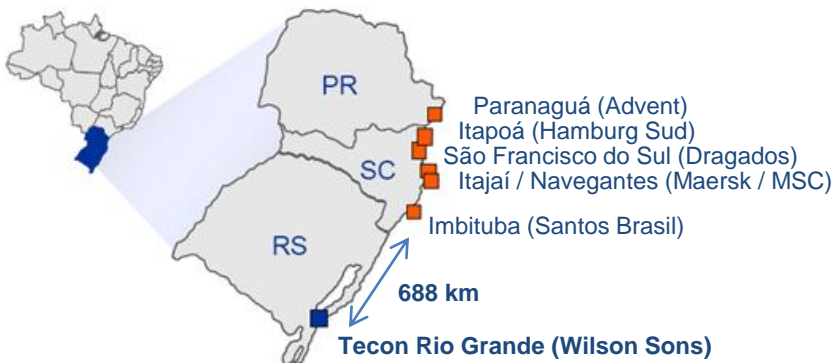 PR
Paranaguá (Advent)
Itapoá (Hamburg Sud)
São Francisco do Sul (Dragados)
SC
Itajaí / Navegantes (Maersk / MSC)
Imbituba (Santos Brasil)
RS
688 km
Tecon Rio Grande (Wilson Sons)